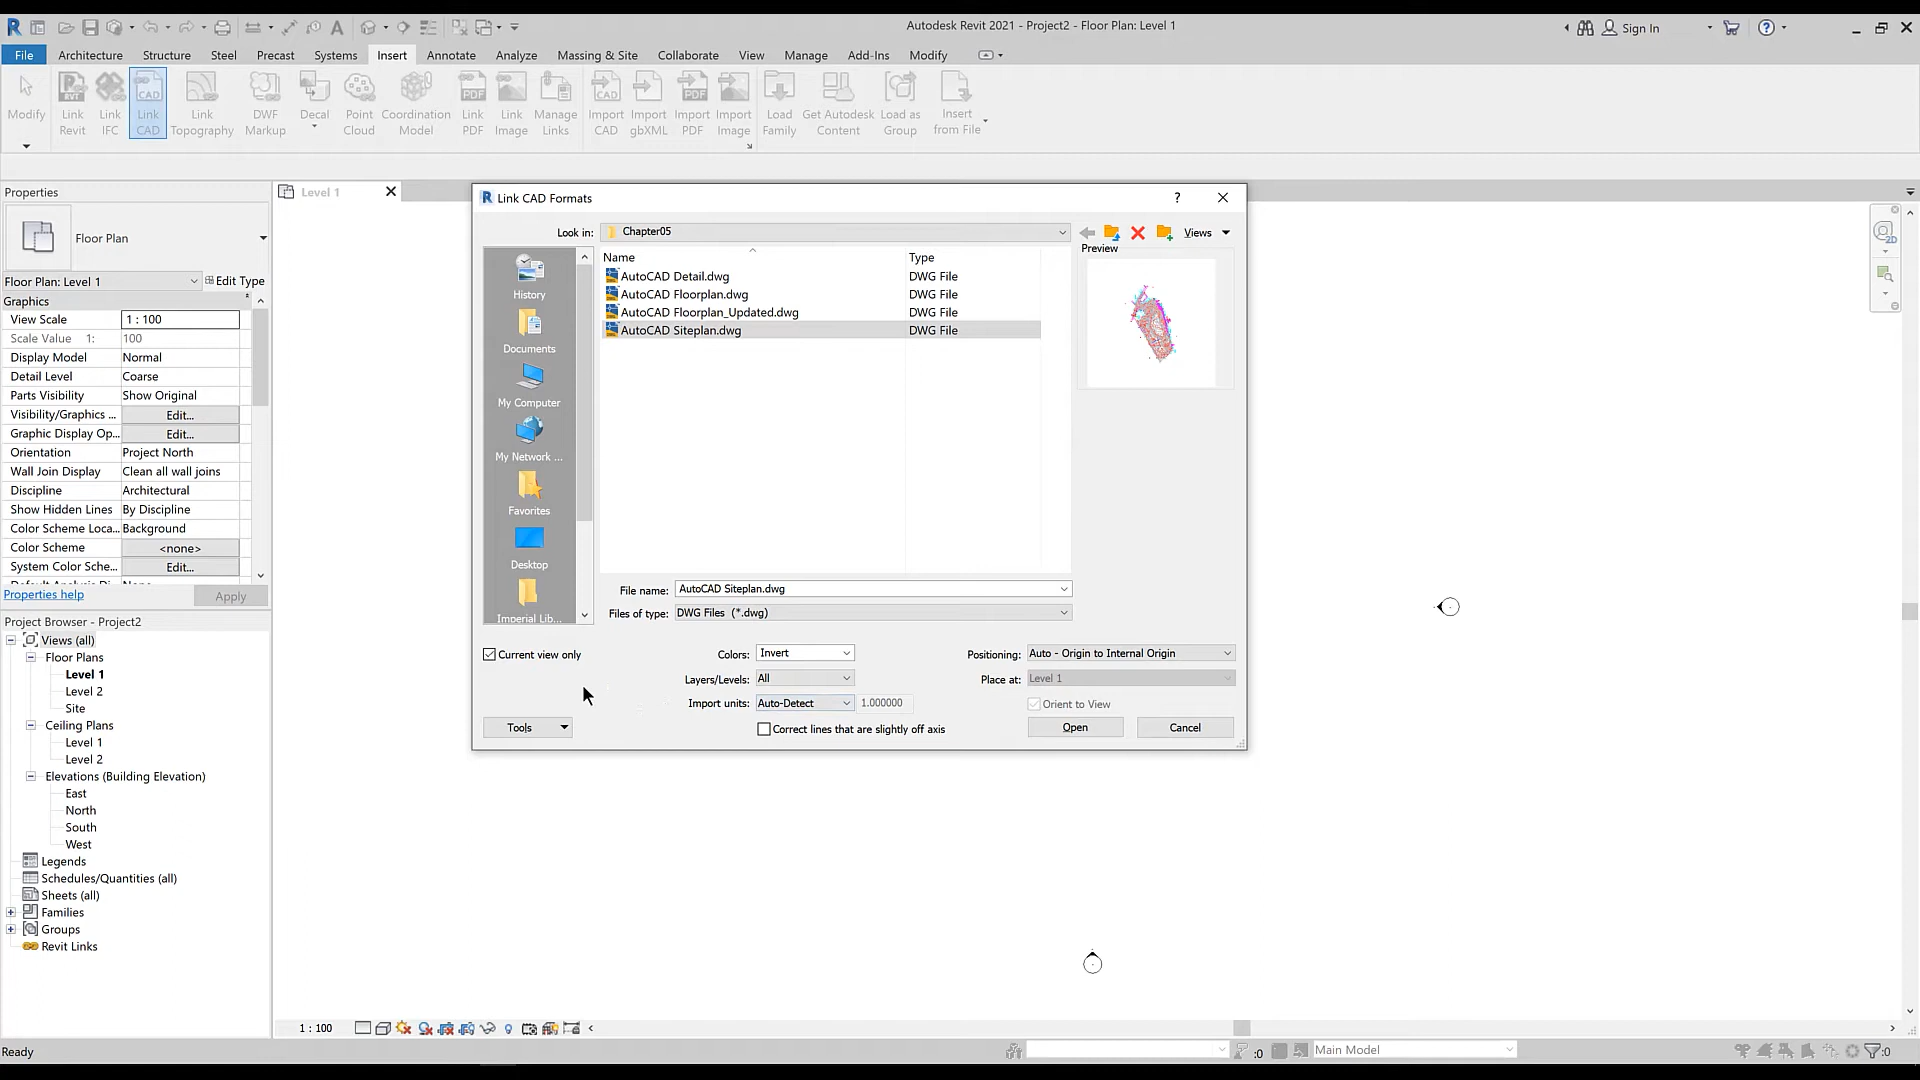 Autodesk Revit 2021 - Project2 - Floor Plan: Level 1
Sign In
File Architecture Structure Steel Precast Systems Insert Annotate Analyze Massing & Site Collaborate View Manage Add-Ins Modify
Modify
Link Revit
Link IFC
Link CAD
Link Topography
DWF Markup
Decal
Point Cloud
Coordination Model
Link PDF
Link Image
Manage Links
Import CAD
Import gbXML
Import PDF
Import Image
Load Family
Get Autodesk Content
Load as Group
Insert from File
Properties
Level 1
Floor Plan
Floor Plan: Level 1 Edit Type
Graphics
View Scale 1 : 100
Scale Value 1: 100
Display Model Normal
Detail Level Coarse
Parts Visibility Show Original
Visibility/Graphics ... Edit...
Graphic Display Op... Edit...
Orientation Project North
Wall Join Display Clean all wall joins
Discipline Architectural
Show Hidden Lines By Discipline
Color Scheme Loca... Background
Color Scheme <none>
System Color Sche... Edit...
Properties help Apply
Project Browser - Project2
Views (all)
Floor Plans
Level 1
Level 2
Site
Ceiling Plans
Level 1
Level 2
Elevations (Building Elevation)
East
North
South
West
Legends
Schedules/Quantities (all)
Sheets (all)
Families
Groups
Revit Links
Link CAD Formats
Look in: Chapter05
Views
Preview
Name Type
AutoCAD Detail.dwg DWG File
AutoCAD Floorplan.dwg DWG File
AutoCAD Floorplan_Updated.dwg DWG File
AutoCAD Siteplan.dwg DWG File
History
Documents
My Computer
My Network ...
Favorites
Desktop
Imperial Lib...
File name: AutoCAD Siteplan.dwg
Files of type: DWG Files (*.dwg)
Current view only
Colors: Invert
Layers/Levels: All
Import units: Auto-Detect 1.000000
Correct lines that are slightly off axis
Positioning: Auto - Origin to Internal Origin
Place at: Level 1
Orient to View
Tools Open Cancel
1 : 100
Ready
:0
Main Model
:0